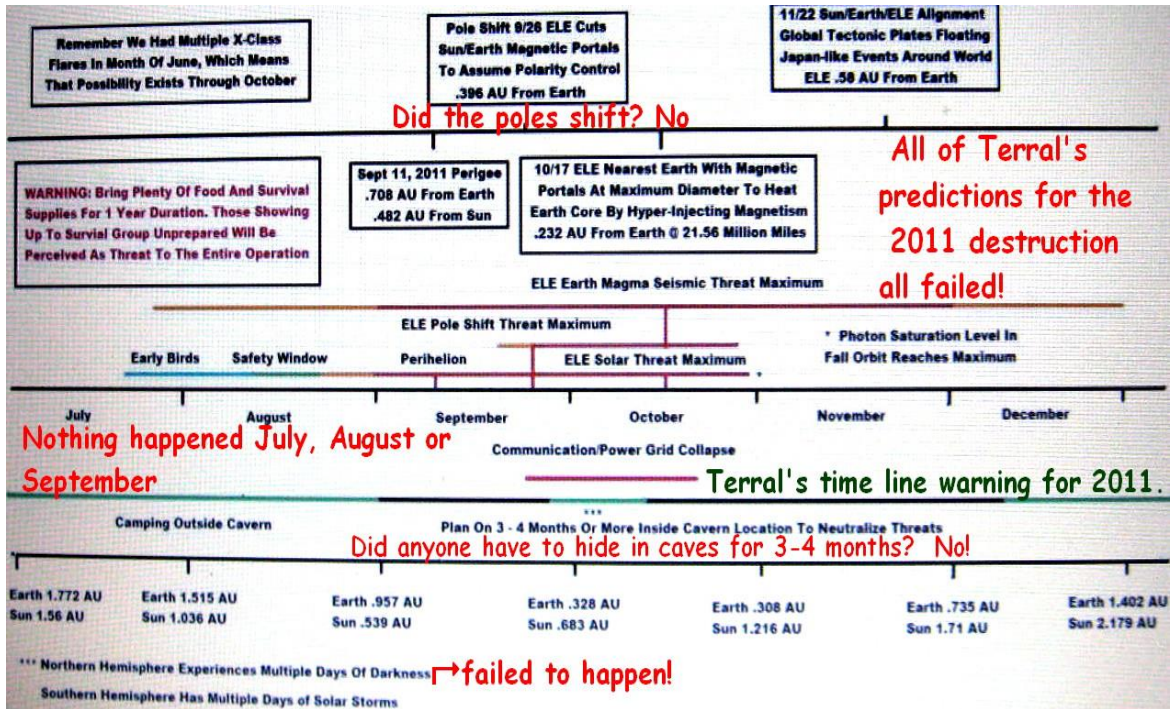 Remember We Had Multiple X-Class
Flares In Month Of June, Which Means
That Possibility Exists Through October
Pole Shift 9/26 ELE Cuts
Sun/Earth Magnetic Portals
To Assume Polarity Control
.396 AU From Earth
11/22 Sun/Earth/ELE Alignment
Global Tectonic Plates Floating
Japan-like Events Around World
ELE .58 AU From Earth
Did the poles shift? No
WARNING: Bring Plenty Of Food And Survival
Supplies For 1 Year Duration. Those Showing
Up To Survial Group Unprepared Will Be
Perceived As Threat To The Entire Operation
Sept 11, 2011 Perigee
.708 AU From Earth
.482 AU From Sun
10/17 ELE Nearest Earth With Magnetic
Portals At Maximum Diameter To Heat
Earth Core By Hyper-Injecting Magnetism
.232 AU From Earth @ 21.56 Million Miles
All of Terral's
predictions for the
2011 destruction
all failed!
ELE Earth Magma Seismic Threat Maximum
ELE Pole Shift Threat Maximum
* Photon Saturation Level In
Fall Orbit Reaches Maximum
Early Birds Safety Window Perihelion ELE Solar Threat Maximum *
July August September October November December
Nothing happened July, August or
September
Communication/Power Grid Collapse
Terral's time line warning for 2011.
***
Camping Outside Cavern Plan On 3 - 4 Months Or More Inside Cavern Location To Neutralize Threats
Did anyone have to hide in caves for 3-4 months? No!
Earth 1.772 AU Earth 1.515 AU Earth .957 AU Earth .328 AU Earth .308 AU Earth .735 AU Earth 1.402 AU
Sun 1.56 AU Sun 1.036 AU Sun .539 AU Sun .683 AU Sun 1.216 AU Sun 1.71 AU Sun 2.179 AU
*** Northern Hemisphere Experiences Multiple Days Of Darkness failed to happen!
Southern Hemisphere Has Multiple Days of Solar Storms